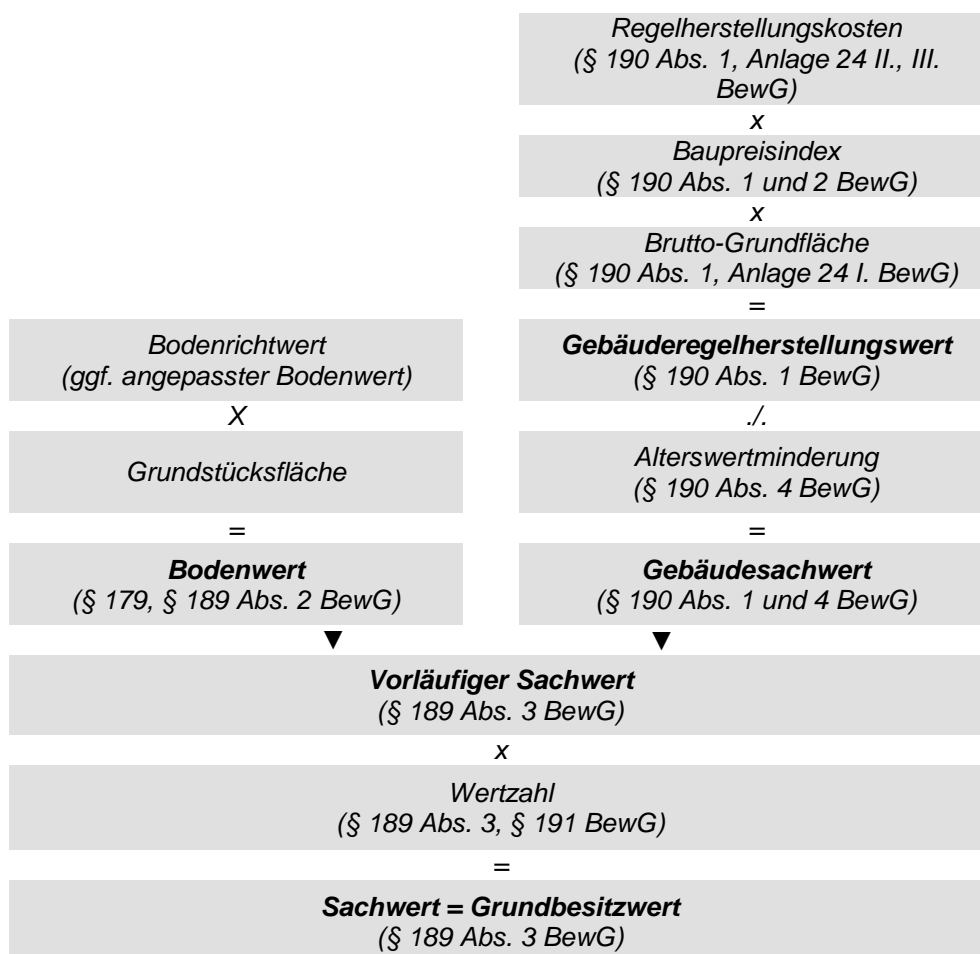 Regelherstellungskosten
(§ 190 Abs. 1, Anlage 24 II., III.
BewG)
x
Baupreisindex
(§ 190 Abs. 1 und 2 BewG)
x
Brutto-Grundfläche
(§ 190 Abs. 1, Anlage 24 I. BewG)
=
Bodenrichtwert
(ggf. angepasster Bodenwert)
X
Grundstücksfläche
=
Bodenwert
(§ 179, § 189 Abs. 2 BewG)
▼
Gebäuderegelherstellungswert
(§ 190 Abs. 1 BewG)
./.
Alterswertminderung
(§ 190 Abs. 4 BewG)
=
Gebäudesachwert
(§ 190 Abs. 1 und 4 BewG)
▼
Vorläufiger Sachwert
(§ 189 Abs. 3 BewG)
x
Wertzahl
(§ 189 Abs. 3, § 191 BewG)
=
Sachwert = Grundbesitzwert
(§ 189 Abs. 3 BewG)